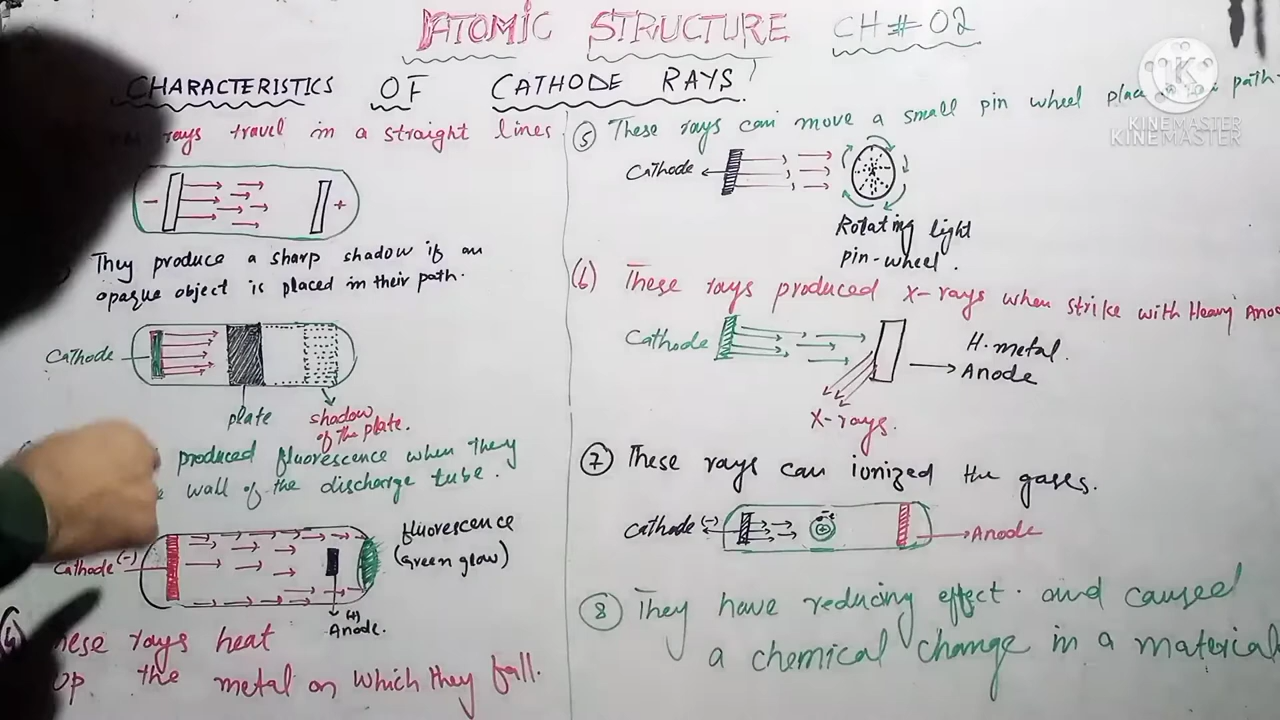 ATOMIC STRUCTURE CH # 02
CHARACTERISTICS OF CATHODE RAYS!
rays travel in a straight lines
-
+
They produce a sharp shadow if an
opaque object is placed in their path.
Cathode
plate
shadow
of the plate.
produced fluorescence when they
wall of the discharge tube.
Cathode (-)
fluorescence
(Green glow)
(+)
Anode.
(4) These rays heat
up the metal on which they fall.
(5) These rays can move a small pin wheel place path-
Cathode
Rotating light
pin-wheel.
(6) These rays produced X-rays when strike with Heavy Anod
Cathode
H. metal.
Anode
X-rays.
(7) These rays can ionized the gases.
Cathode (-)
e-
+
Anode
(8) They have reducing effect. and caused
a chemical change in a material
K
KINEMASTER
KINEMASTER